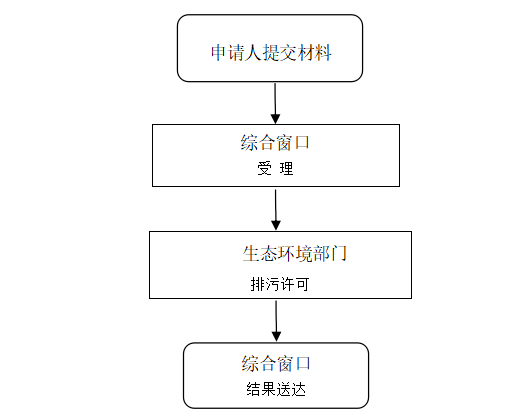 申请人提交材料
综合窗口
受 理
生态环境部门
排污许可
综合窗口
结果送达